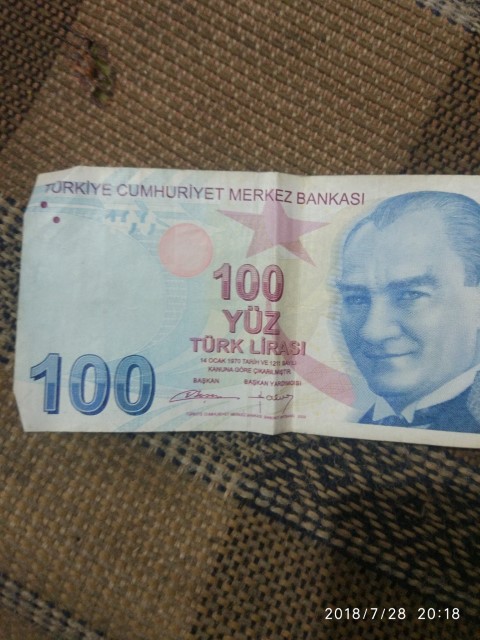 TÜRKİYE CUMHURİYET MERKEZ BANKASI
100
YÜZ
TÜRK LİRASI
14 OCAK 1970 TARİH VE 1211 SAYILI
KANUNA GÖRE ÇIKARILMIŞTIR.
BAŞKAN BAŞKAN YARDIMCISI
100
2018/7/28 20:18